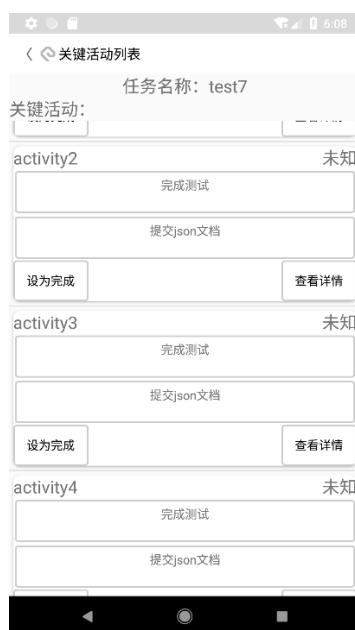 6:08
关键活动列表
任务名称：test7
关键活动：
activity2 未知
完成测试
提交json文档
设为完成 查看详情
activity3 未知
完成测试
提交json文档
设为完成 查看详情
activity4 未知
完成测试
提交json文档